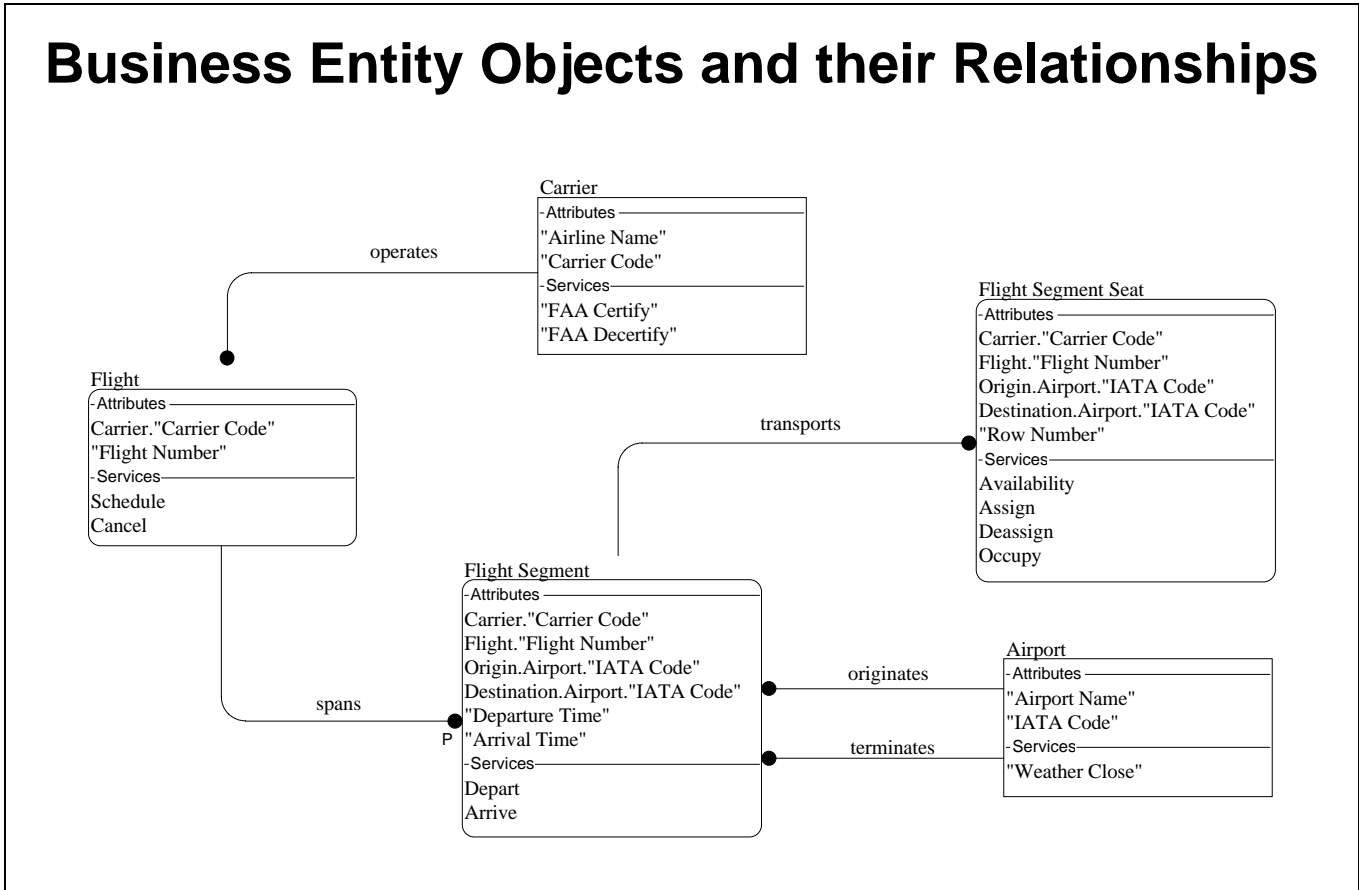 Business Entity Objects and their Relationships
Carrier
Attributes
"Airline Name"
"Carrier Code"
Services
"FAA Certify"
"FAA Decertify"
operates
Flight
Attributes
Carrier."Carrier Code"
"Flight Number"
Services
Schedule
Cancel
Flight Segment Seat
Attributes
Carrier."Carrier Code"
Flight."Flight Number"
Origin.Airport."IATA Code"
Destination.Airport."IATA Code"
"Row Number"
Services
Availability
Assign
Deassign
Occupy
transports
Flight Segment
Attributes
Carrier."Carrier Code"
Flight."Flight Number"
Origin.Airport."IATA Code"
Destination.Airport."IATA Code"
"Departure Time"
"Arrival Time"
Services
Depart
Arrive
spans
P
originates
terminates
Airport
Attributes
"Airport Name"
"IATA Code"
Services
"Weather Close"